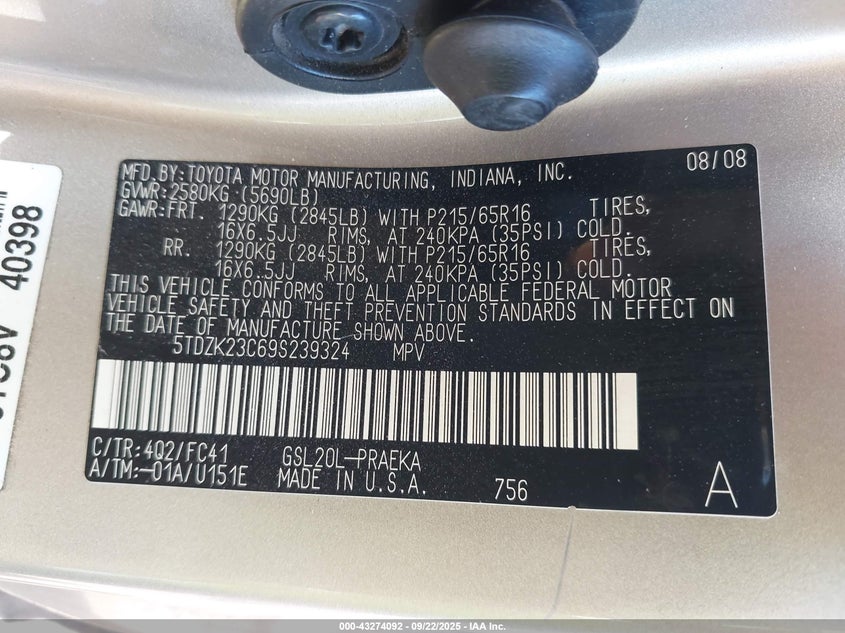 MFD.BY:TOYOTA MOTOR MANUFACTURING, INDIANA, INC. 08/08
GVWR:2580KG (5690LB)
GAWR:FRT. 1290KG (2845LB) WITH P215/65R16 TIRES,
16X6.5JJ RIMS, AT 240KPA (35PSI) COLD.
RR. 1290KG (2845LB) WITH P215/65R16 TIRES,
16X6.5JJ RIMS, AT 240KPA (35PSI) COLD.
THIS VEHICLE CONFORMS TO ALL APPLICABLE FEDERAL MOTOR
VEHICLE SAFETY AND THEFT PREVENTION STANDARDS IN EFFECT ON
THE DATE OF MANUFACTURE SHOWN ABOVE.
5TDZK23C69S239324 MPV
C/TR:4Q2/FC41 GSL20L-PRAEKA
A/TM:-01A/U151E MADE IN U.S.A. 756 A
40398
000-43274092 - 09/22/2025 - IAA Inc.